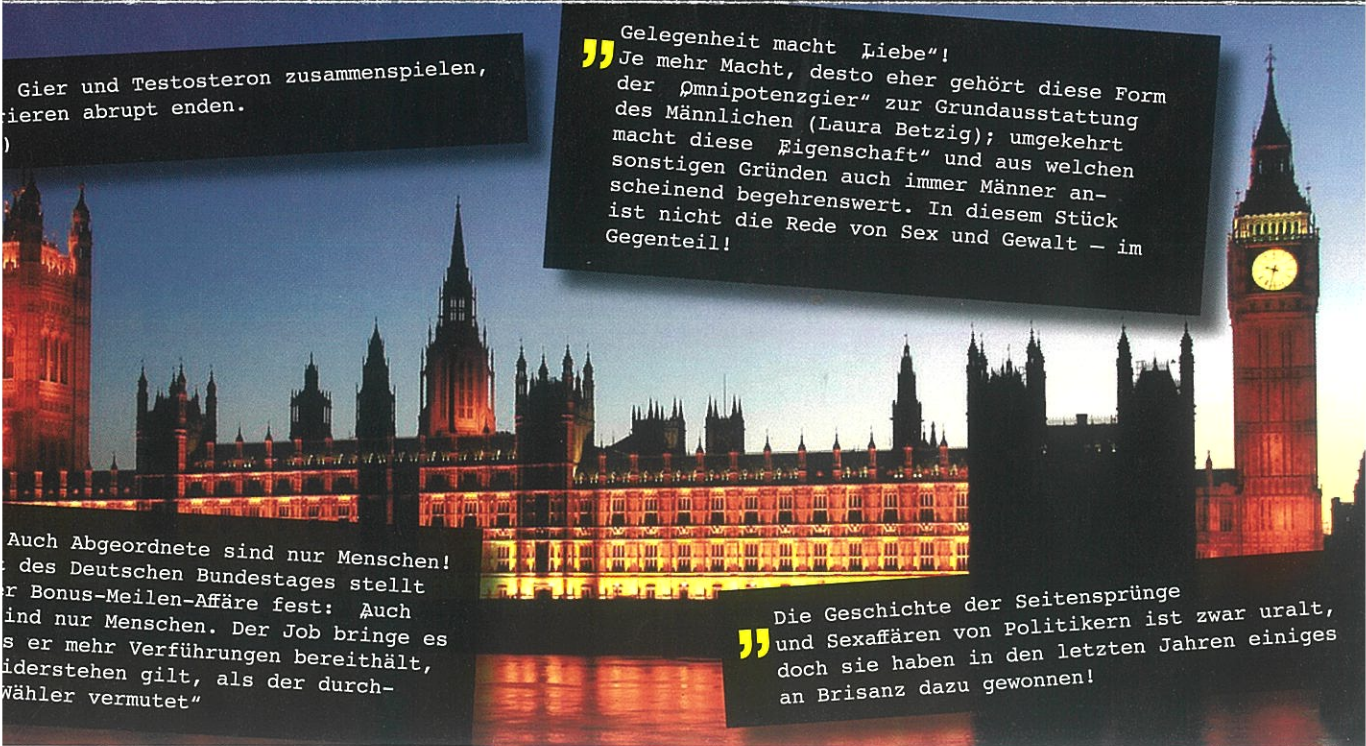 Gier und Testosteron zusammenspielen,
rieren abrupt enden.
)
„Gelegenheit macht „Liebe“!
Je mehr Macht, desto eher gehört diese Form
der „Omnipotenzgier“ zur Grundausstattung
des Männlichen (Laura Betzig); umgekehrt
macht diese „Eigenschaft“ und aus welchen
sonstigen Gründen auch immer Männer an-
scheinend begehrenswert. In diesem Stück
ist nicht die Rede von Sex und Gewalt – im
Gegenteil!
Auch Abgeordnete sind nur Menschen!
t des Deutschen Bundestages stellt
er Bonus-Meilen-Affäre fest: „Auch
ind nur Menschen. Der Job bringe es
s er mehr Verführungen bereithält,
iderstehen gilt, als der durch-
Wähler vermutet“
„Die Geschichte der Seitensprünge
und Sexaffären von Politikern ist zwar uralt,
doch sie haben in den letzten Jahren einiges
an Brisanz dazu gewonnen!